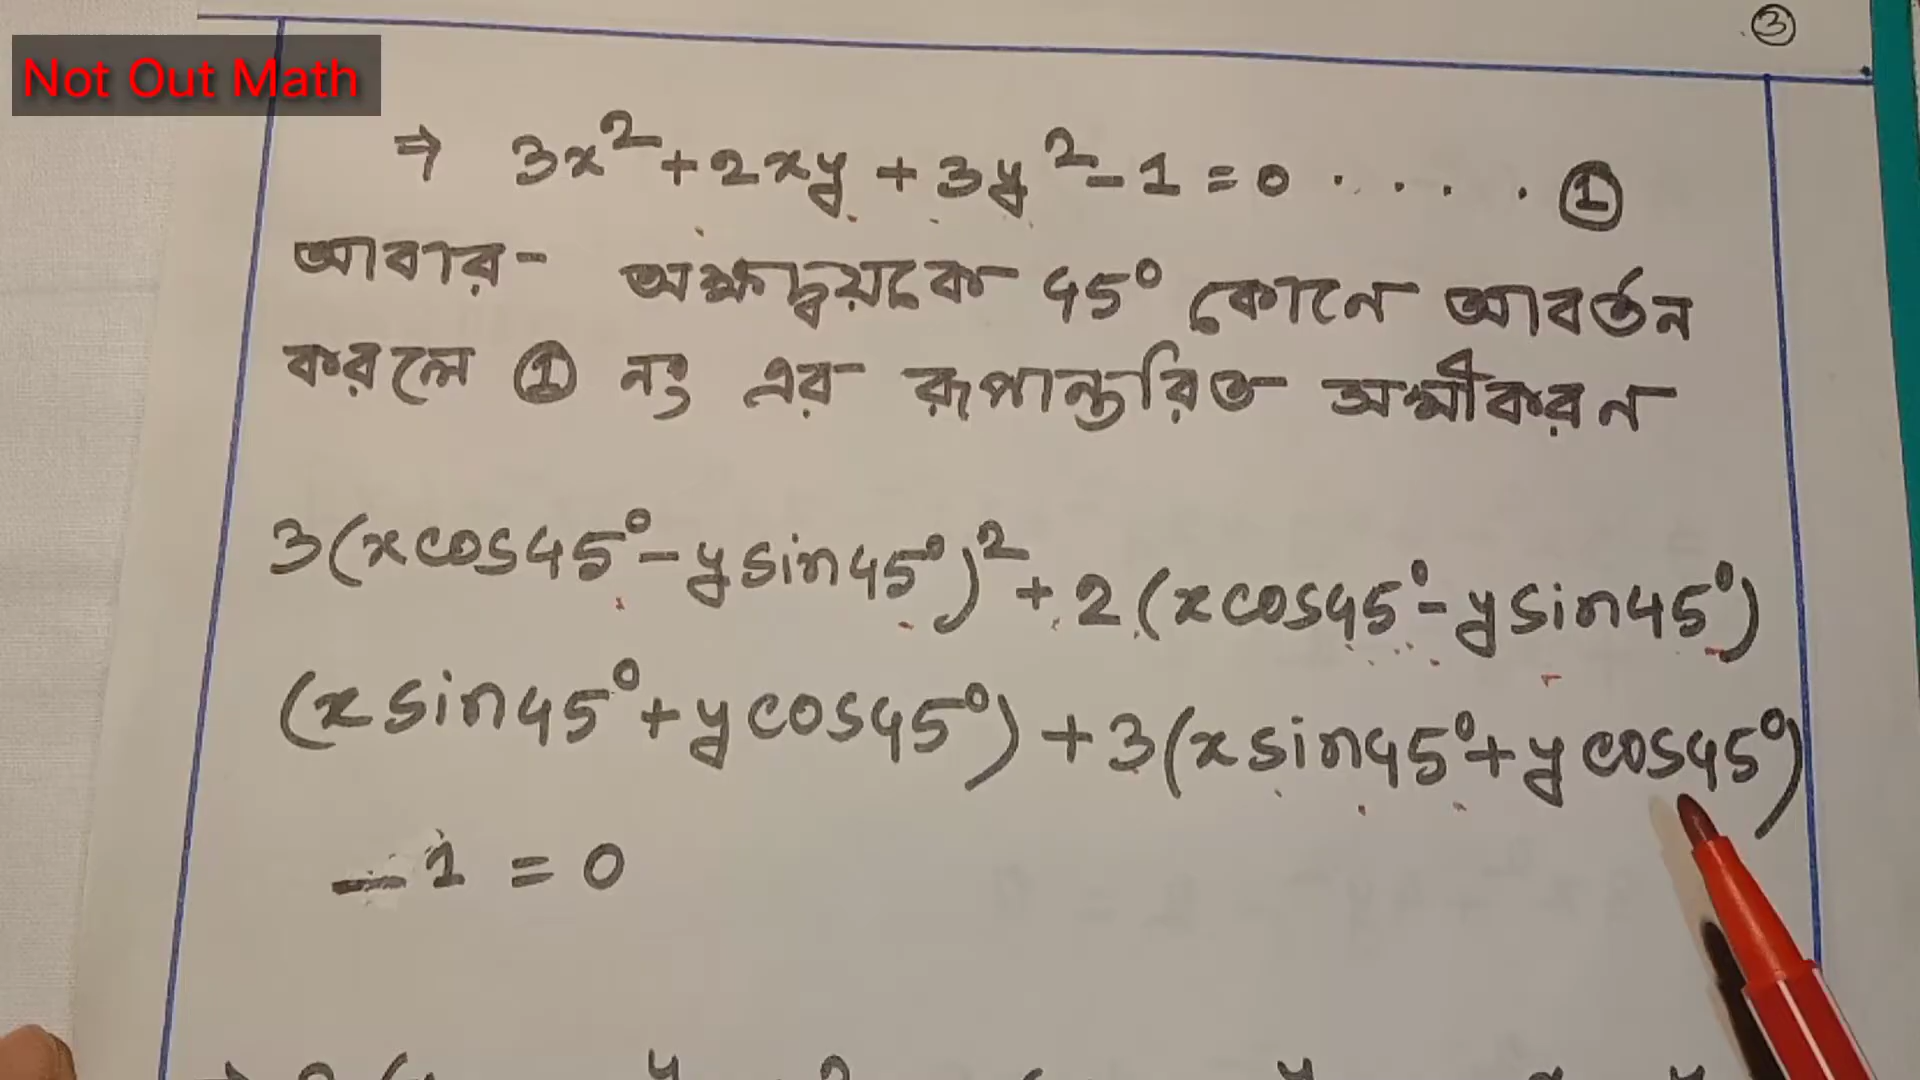 ③
Not Out Math
⇒ 3x² + 2xy + 3y² - 1 = 0 . . . . ①
আবার- অক্ষদ্বয়কে 45° কোনে আবর্তন
করলে ① নং এর রূপান্তরিত সমীকরন
3(xcos45° - ysin45°)² + 2(xcos45° - ysin45°)
(xsin45° + ycos45°) + 3(xsin45° + ycos45°)
- 1 = 0